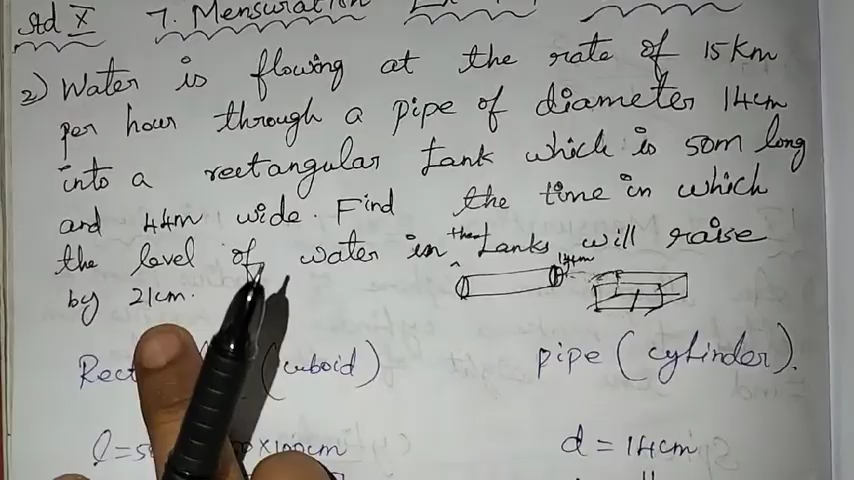 Std X 7. Mensuration
2) Water is flowing at the rate of 15km
per hour through a pipe of diameter 14cm
into a rectangular tank which is 50m long
and 44m wide. Find the time in which
the level of water in the tanks will raise
by 21cm.
14cm
(cuboid) pipe (cylinder).
d = 14cm